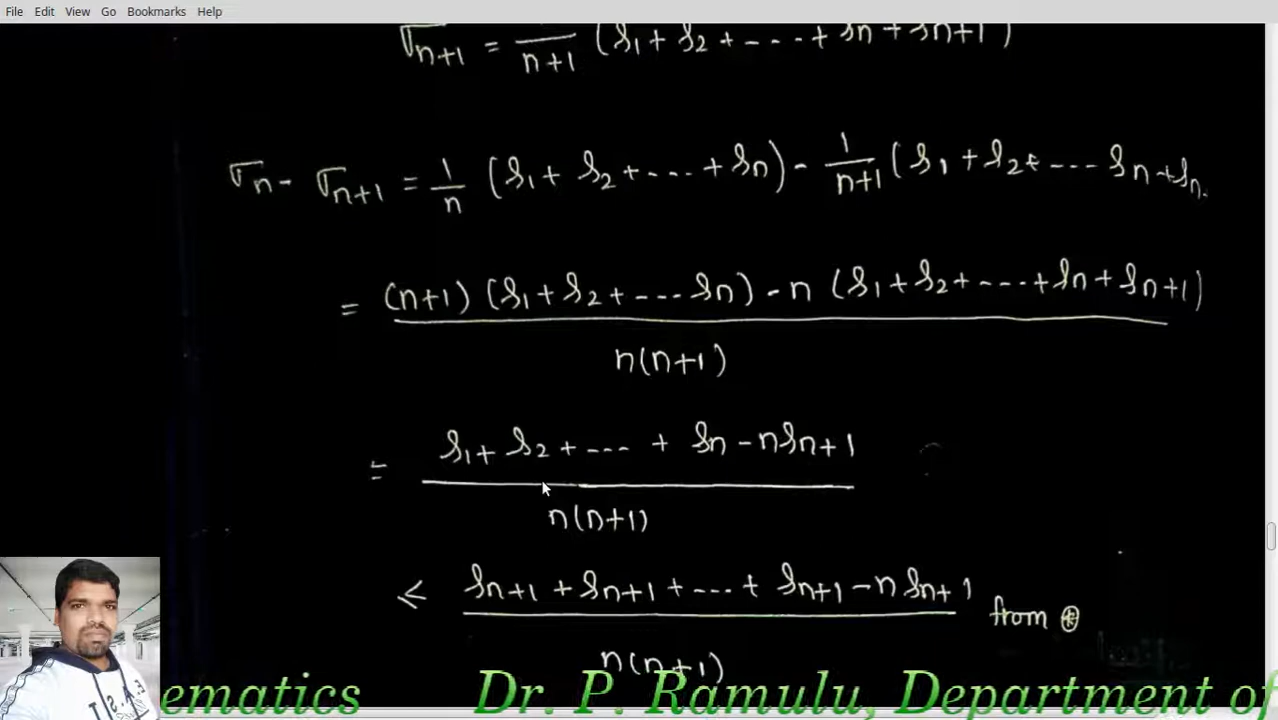 File Edit View Go Bookmarks Help
σn+1 = 1/n+1 (s1 + s2 + ---- + sn + sn+1)
σn - σn+1 = 1/n (s1 + s2 + ---- + sn) - 1/n+1 (s1 + s2 + ---- sn + sn
= (n+1) (s1 + s2 + ---- sn) - n (s1 + s2 + ---- + sn + sn+1)
n(n+1)
= s1 + s2 + ---- + sn - nsn+1
n(n+1)
< sn+1 + sn+1 + ---- + sn+1 - n sn+1 from *
n(n+1)
ematics Dr. P. Ramulu, Department of